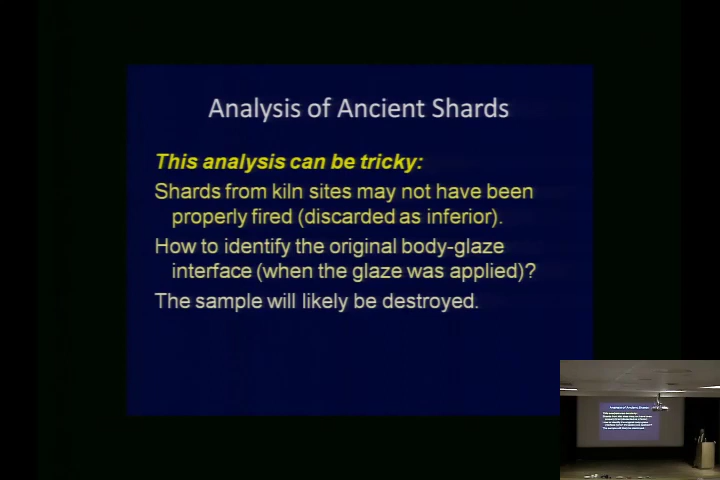 Analysis of Ancient Shards
This analysis can be tricky:
Shards from kiln sites may not have been
properly fired (discarded as inferior).
How to identify the original body-glaze
interface (when the glaze was applied)?
The sample will likely be destroyed.